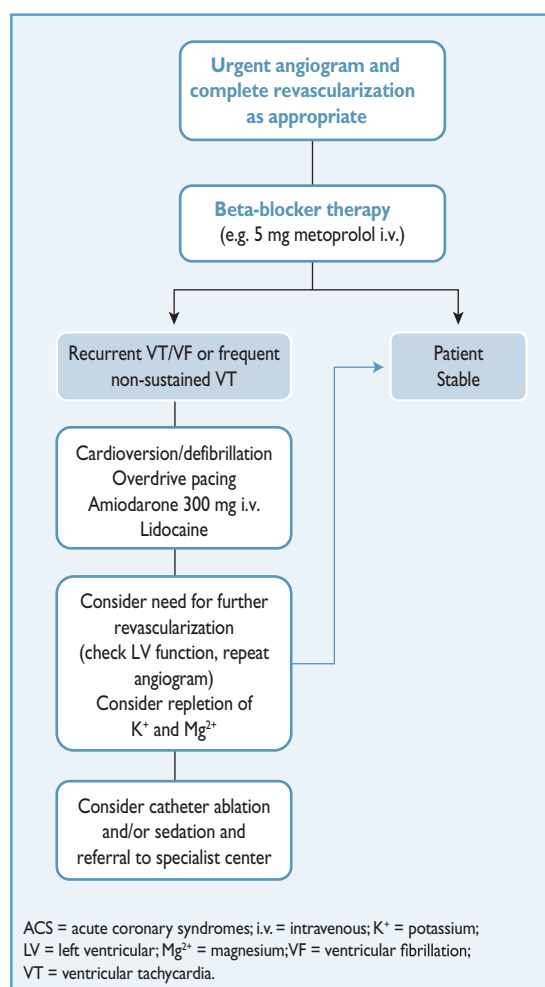 Urgent angiogram and
complete revascularization
as appropriate
Beta-blocker therapy
(e.g. 5 mg metoprolol i.v.)
Recurrent VT/VF or frequent
non-sustained VT
Patient
Stable
Cardioversion/defibrillation
Overdrive pacing
Amiodarone 300 mg i.v.
Lidocaine
Consider need for further
revascularization
(check LV function, repeat
angiogram)
Consider repletion of
K⁺ and Mg²⁺
Consider catheter ablation
and/or sedation and
referral to specialist center
ACS = acute coronary syndromes; i.v. = intravenous; K⁺ = potassium;
LV = left ventricular; Mg²⁺ = magnesium; VF = ventricular fibrillation;
VT = ventricular tachycardia.